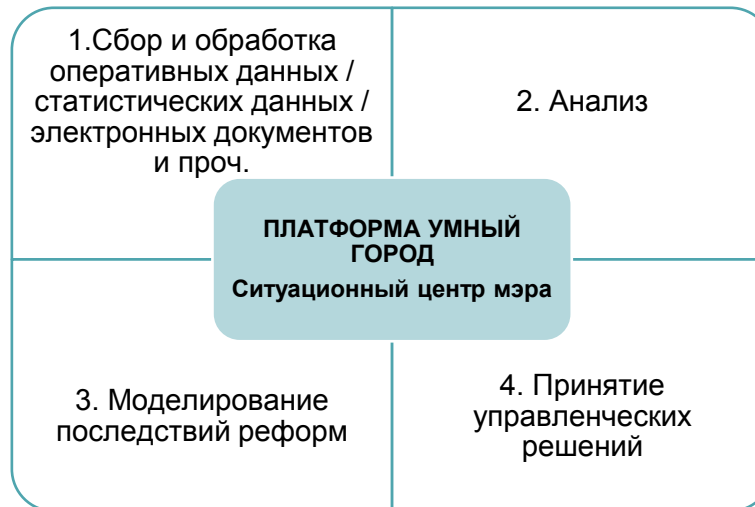 1.Сбор и обработка
оперативных данных /
статистических данных /
электронных документов
и проч.
2. Анализ
ПЛАТФОРМА УМНЫЙ
ГОРОД
Ситуационный центр мэра
3. Моделирование
последствий реформ
4. Принятие
управленческих
решений